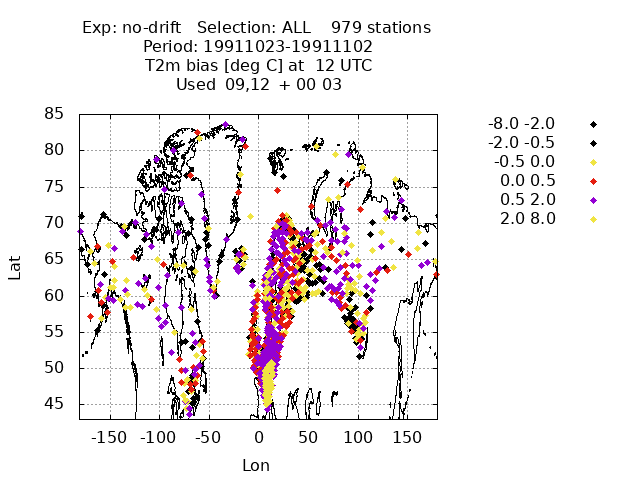 Exp: no-drift Selection: ALL 979 stations
Period: 19911023-19911102
T2m bias [deg C] at 12 UTC
Used 09,12 + 00 03
85
80
75
70
65
60
55
50
45
Lat
-150 -100 -50 0 50 100 150
Lon
-8.0 -2.0
-2.0 -0.5
-0.5 0.0
0.0 0.5
0.5 2.0
2.0 8.0